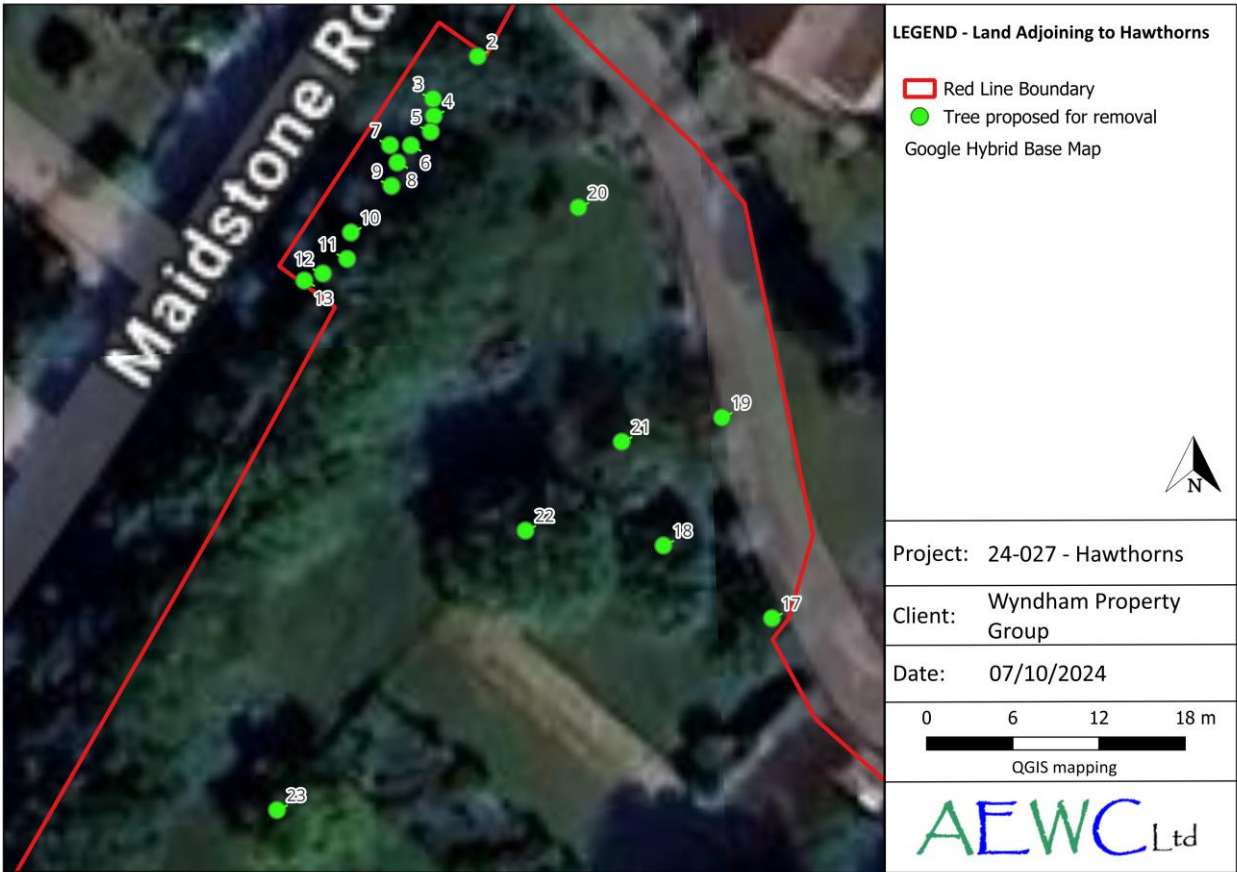 Maidstone Rd
2
3
4
5
7
6
9
8
20
10
11
12
13
19
21
22
18
17
23
LEGEND - Land Adjoining to Hawthorns
Red Line Boundary
Tree proposed for removal
Google Hybrid Base Map
N
Project: 24-027 - Hawthorns
Client: Wyndham Property
Group
Date: 07/10/2024
0 6 12 18 m
QGIS mapping
AEWC Ltd